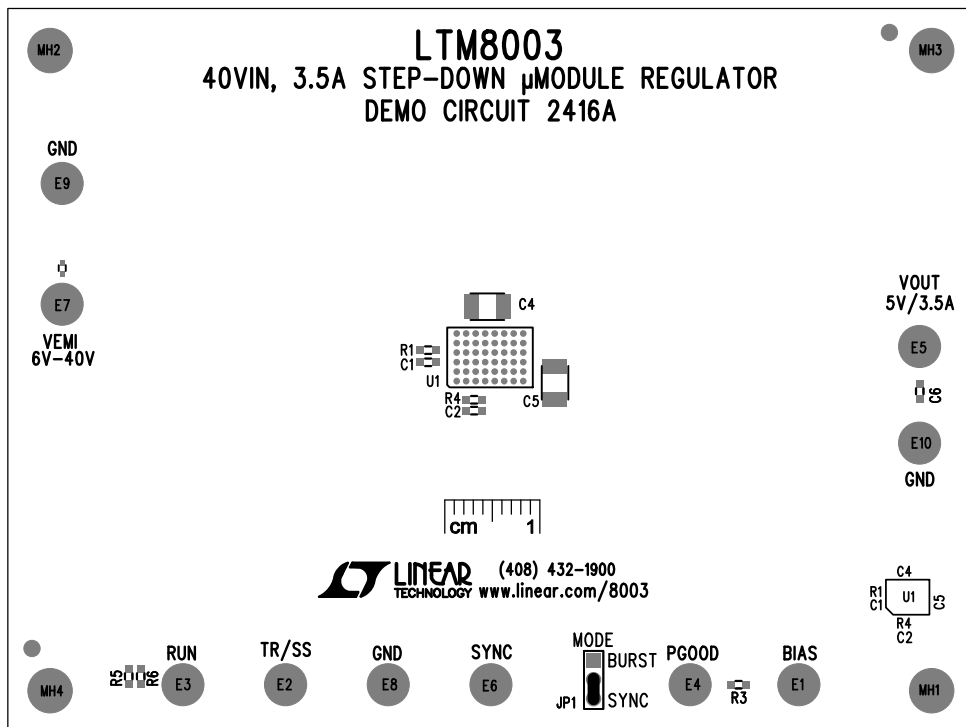 MH2
MH3
LTM8003
40VIN, 3.5A STEP-DOWN µMODULE REGULATOR
DEMO CIRCUIT 2416A
GND
E9
E7
VEMI
6V-40V
C4
R1
C1
U1
R4
C2
C5
VOUT
5V/3.5A
E5
C6
E10
GND
cm 1
LINEAR
TECHNOLOGY
(408) 432-1900
www.linear.com/8003
C4
R1
C1
U1
C5
R4
C2
MH4
R5
R6
RUN
E3
TR/SS
E2
GND
E8
SYNC
E6
MODE
BURST
JP1
SYNC
PGOOD
E4
R3
BIAS
E1
MH1